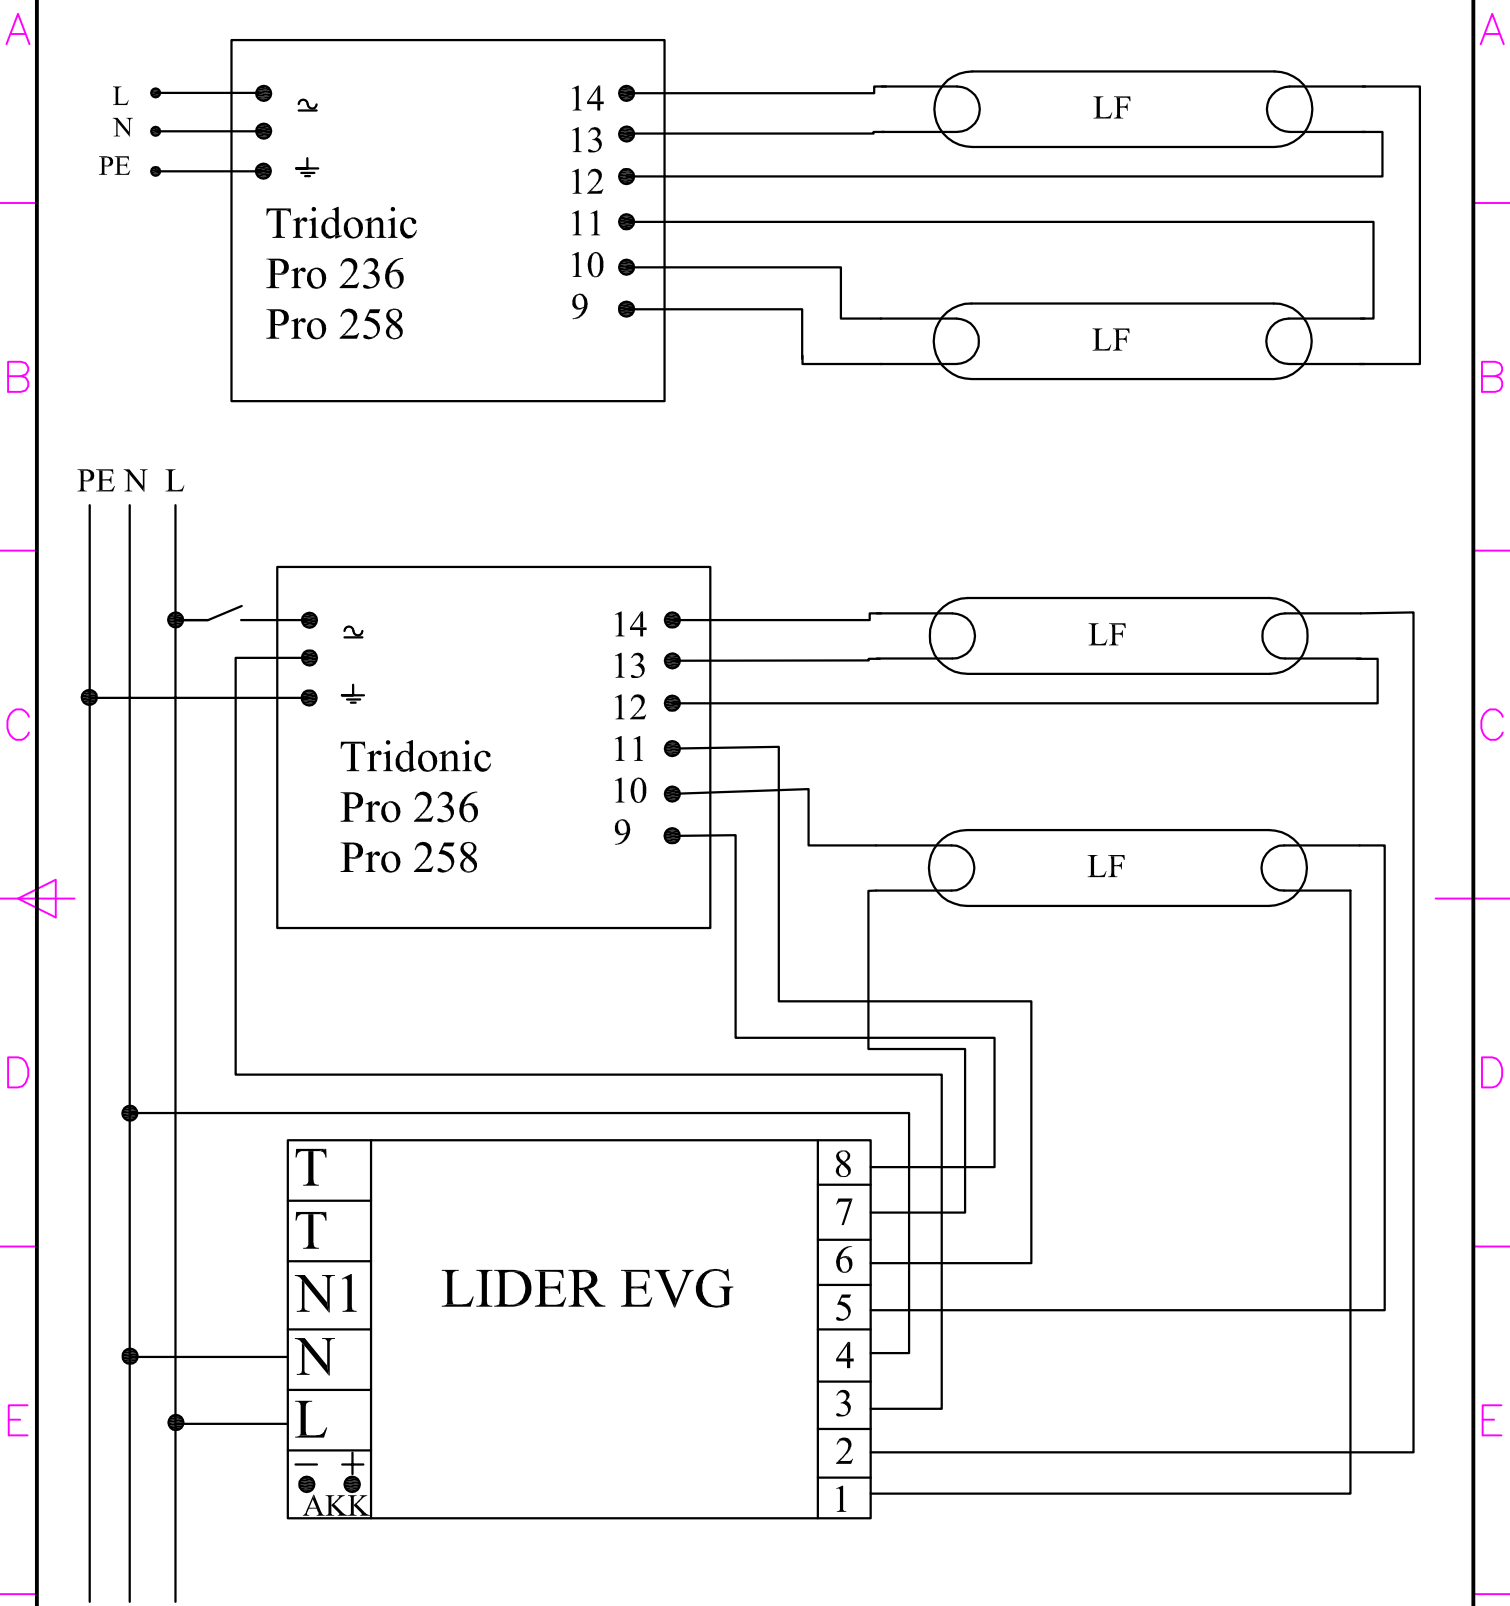 A A
L
N
PE
≃
14
13
12
11
10
9
Tridonic
Pro 236
Pro 258
LF
LF
B B
PE N L
≃
14
13
12
11
10
9
Tridonic
Pro 236
Pro 258
LF
LF
C C
D D
T
T
N1
N
L
− +
AKK
LIDER EVG
8
7
6
5
4
3
2
1
E E